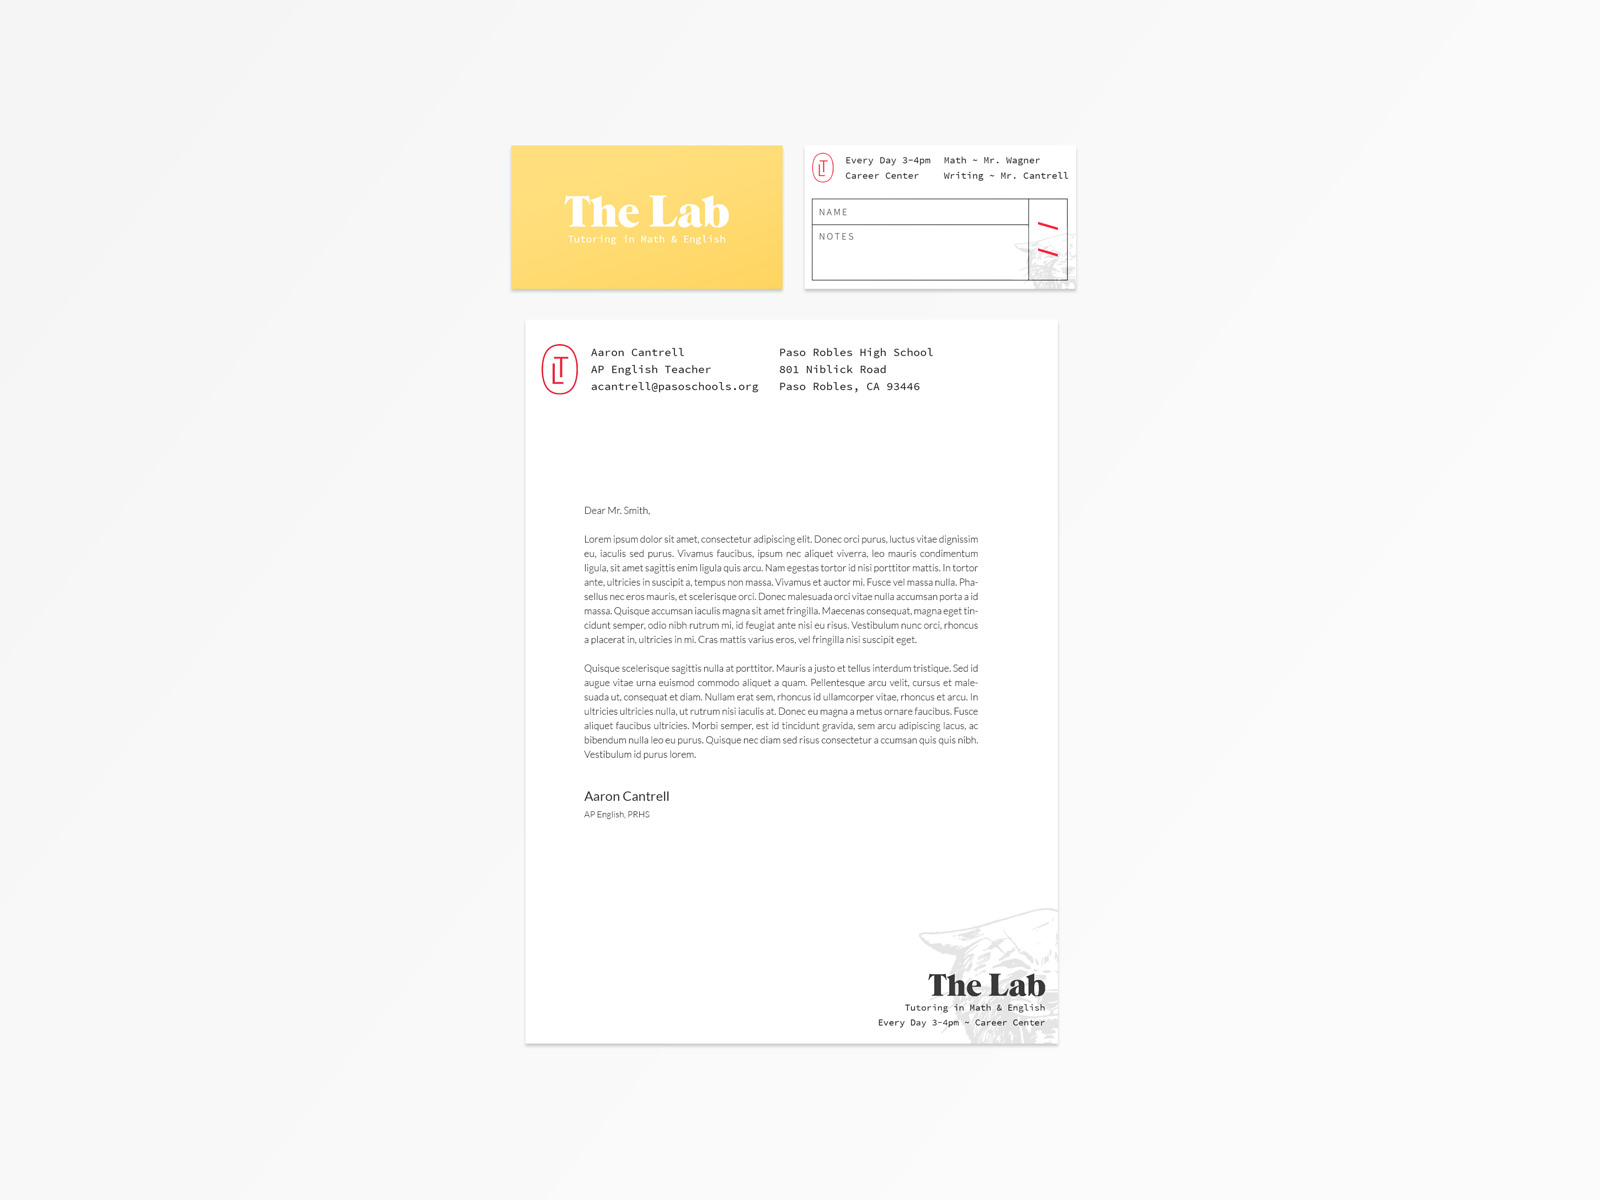 The Lab
Tutoring in Math & English
LT
Every Day 3-4pm
Career Center
Math ~ Mr. Wagner
Writing ~ Mr. Cantrell
NAME
NOTES
LT
Aaron Cantrell
AP English Teacher
acantrell@pasoschools.org
Paso Robles High School
801 Niblick Road
Paso Robles, CA 93446
Dear Mr. Smith,
Lorem ipsum dolor sit amet, consectetur adipiscing elit. Donec orci purus, luctus vitae dignissim
eu, iaculis sed purus. Vivamus faucibus, ipsum nec aliquet viverra, leo mauris condimentum
ligula, sit amet sagittis enim ligula quis arcu. Nam egestas tortor id nisi porttitor mattis. In tortor
ante, ultricies in suscipit a, tempus non massa. Vivamus et auctor mi. Fusce vel massa nulla. Pha-
sellus nec eros mauris, et scelerisque orci. Donec malesuada orci vitae nulla accumsan porta a id
massa. Quisque accumsan iaculis magna sit amet fringilla. Maecenas consequat, magna eget tin-
cidunt semper, odio nibh rutrum mi, id feugiat ante nisi eu risus. Vestibulum nunc orci, rhoncus
a placerat in, ultricies in mi. Cras mattis varius eros, vel fringilla nisi suscipit eget.
Quisque scelerisque sagittis nulla at porttitor. Mauris a justo et tellus interdum tristique. Sed id
augue vitae urna euismod commodo aliquet a quam. Pellentesque arcu velit, cursus et male-
suada ut, consequat et diam. Nullam erat sem, rhoncus id ullamcorper vitae, rhoncus et arcu. In
ultricies ultricies nulla, ut rutrum nisi iaculis at. Donec eu magna a metus ornare faucibus. Fusce
aliquet faucibus ultricies. Morbi semper, est id tincidunt gravida, sem arcu adipiscing lacus, ac
bibendum nulla leo eu purus. Quisque nec diam sed risus consectetur a ccumsan quis quis nibh.
Vestibulum id purus lorem.
Aaron Cantrell
AP English, PRHS
The Lab
Tutoring in Math & English
Every Day 3-4pm ~ Career Center